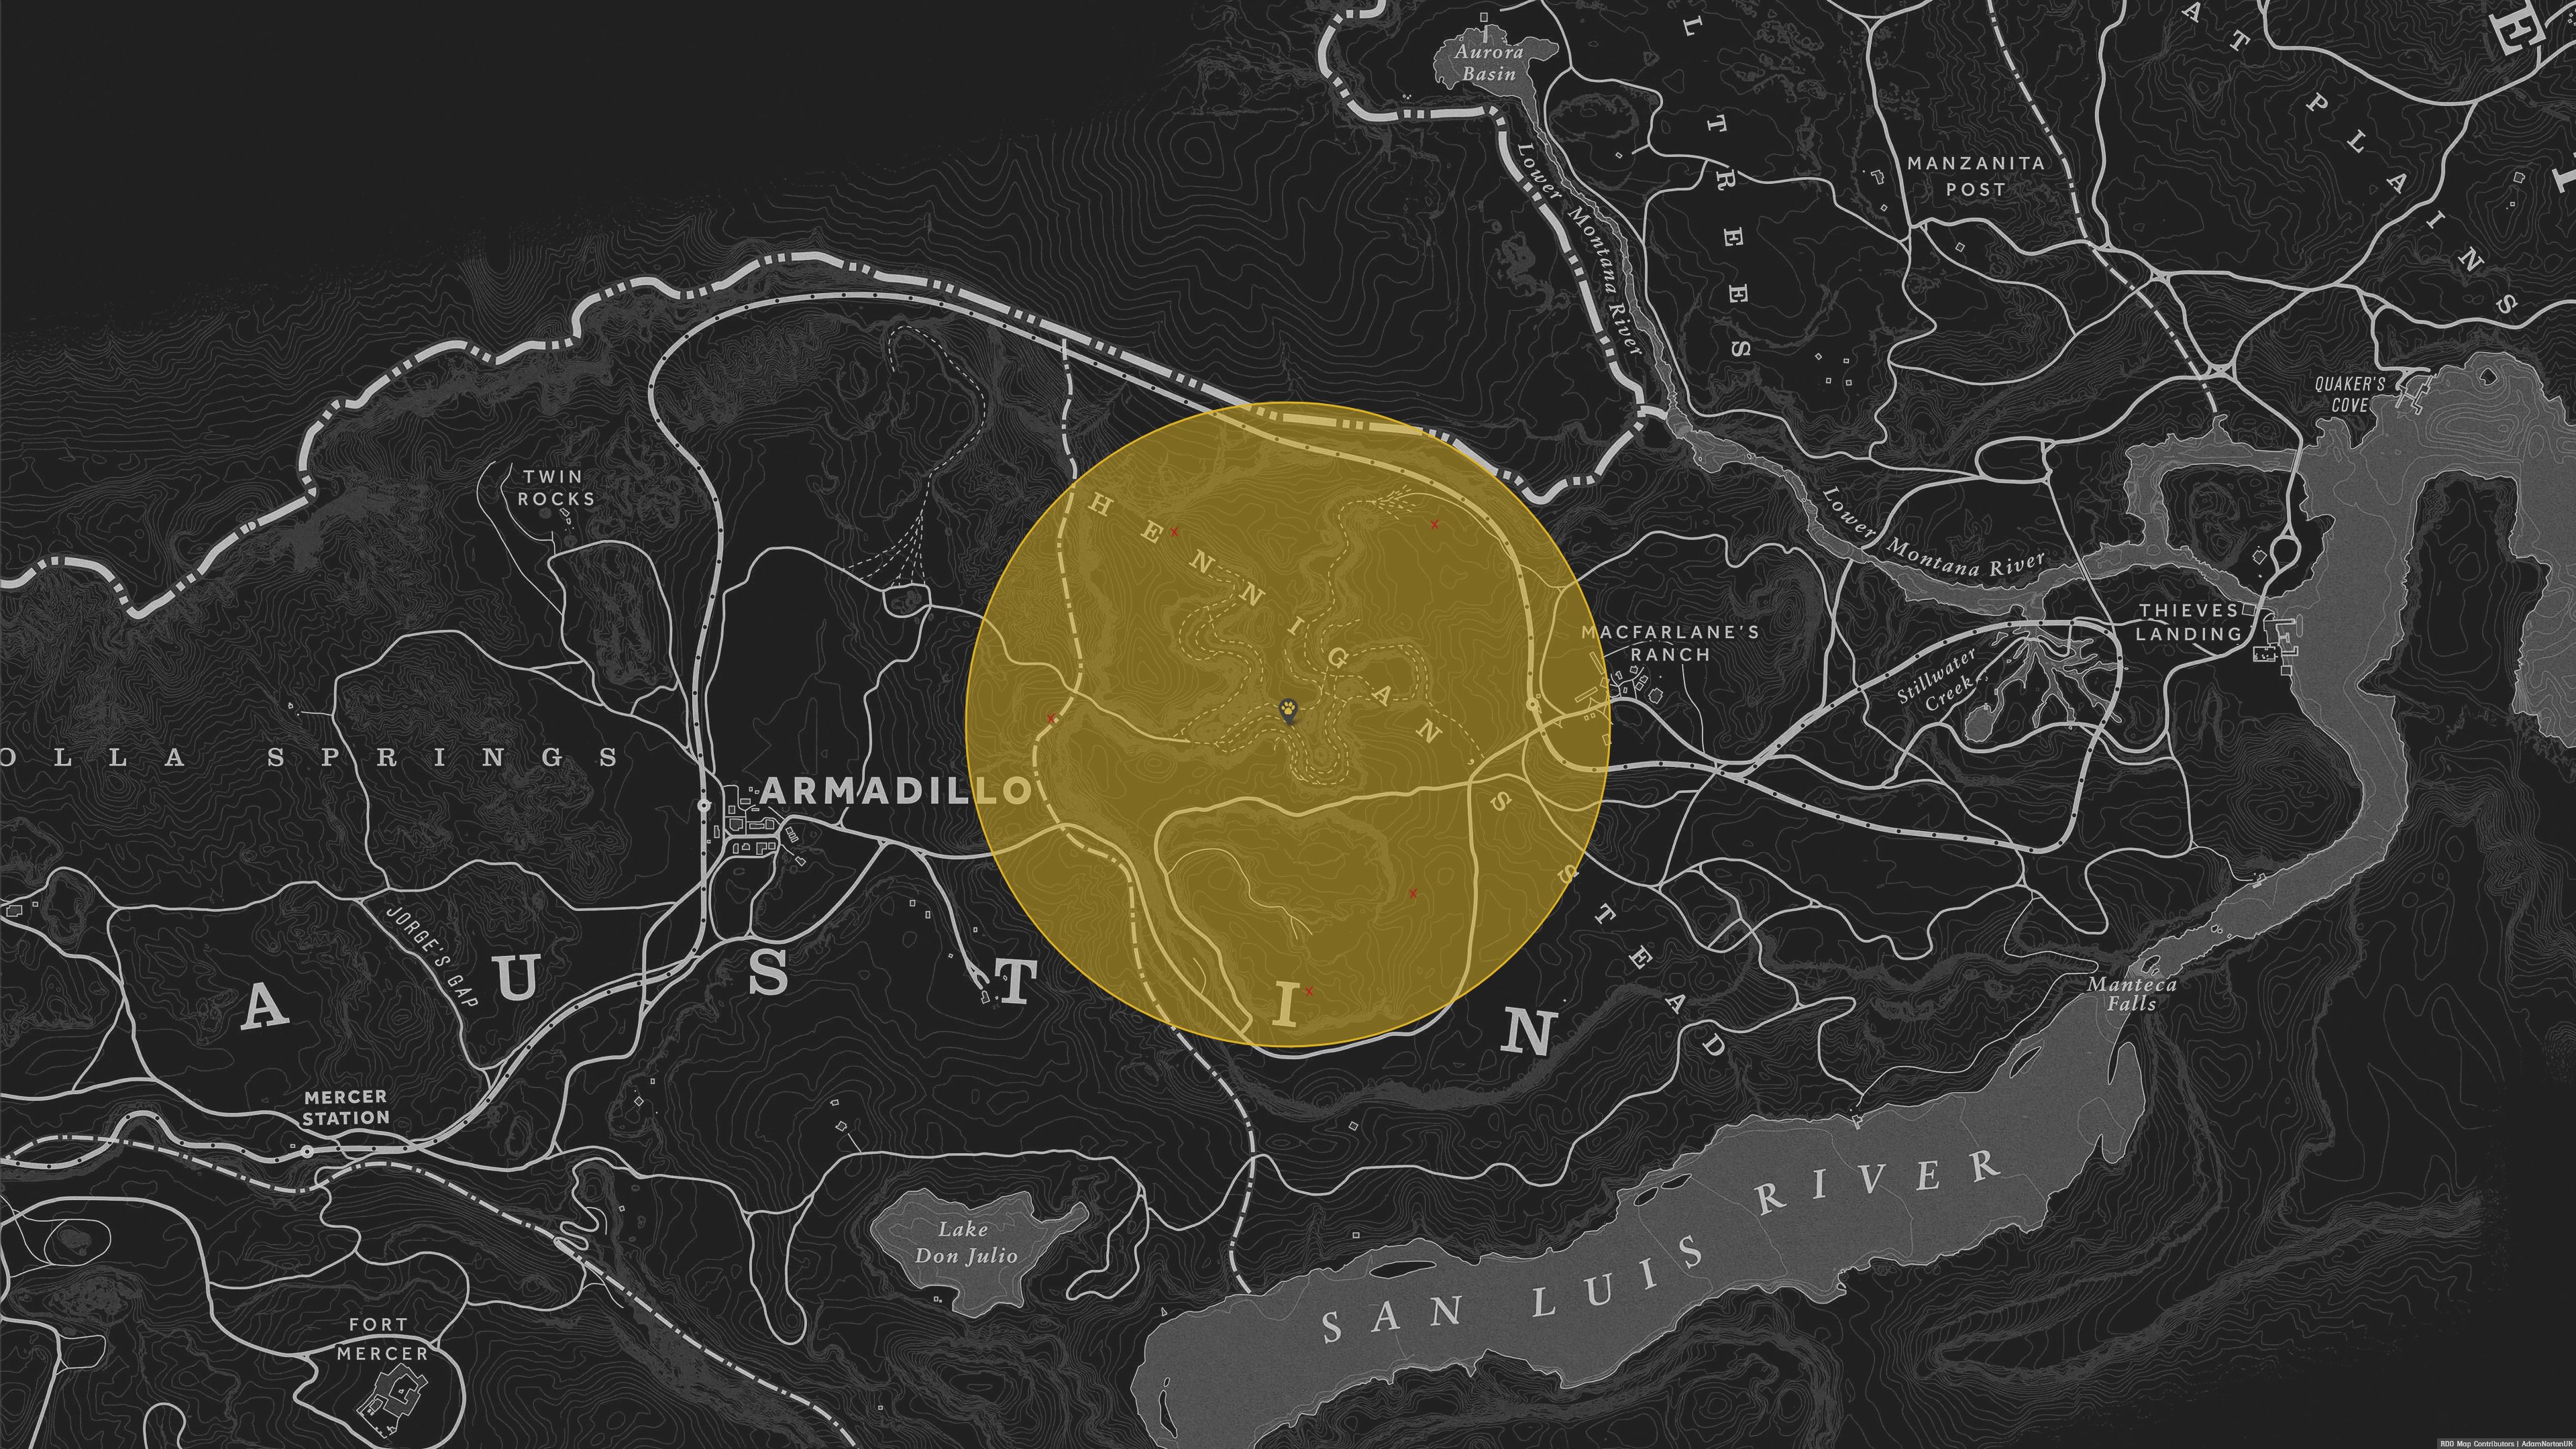 Aurora
Basin
L
T
R
E
E
S
A
T
P
L
A
I
N
S
E
MANZANITA
POST
Lower Montana River
QUAKER'S
COVE
TWIN
ROCKS
HENNIGAN'S STEAD
Lower Montana River
MACFARLANE'S
RANCH
THIEVES
LANDING
Stillwater
Creek
OLLA SPRINGS
ARMADILLO
JORGE'S GAP
AUSTIN
Manteca
Falls
MERCER
STATION
Lake
Don Julio
SAN LUIS RIVER
FORT
MERCER
RDO Map Contributors | AdamNortonUK